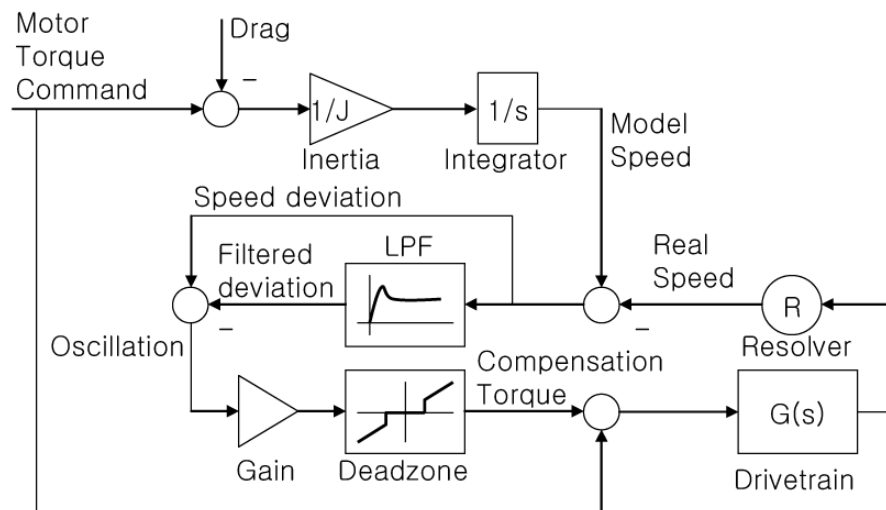 Motor
Torque
Command
Drag
−
1/J
Inertia
1/s
Integrator
Model
Speed
Speed deviation
LPF
Filtered
deviation
−
Real
Speed
−
R
Resolver
Oscillation
Gain
Deadzone
Compensation
Torque
G(s)
Drivetrain